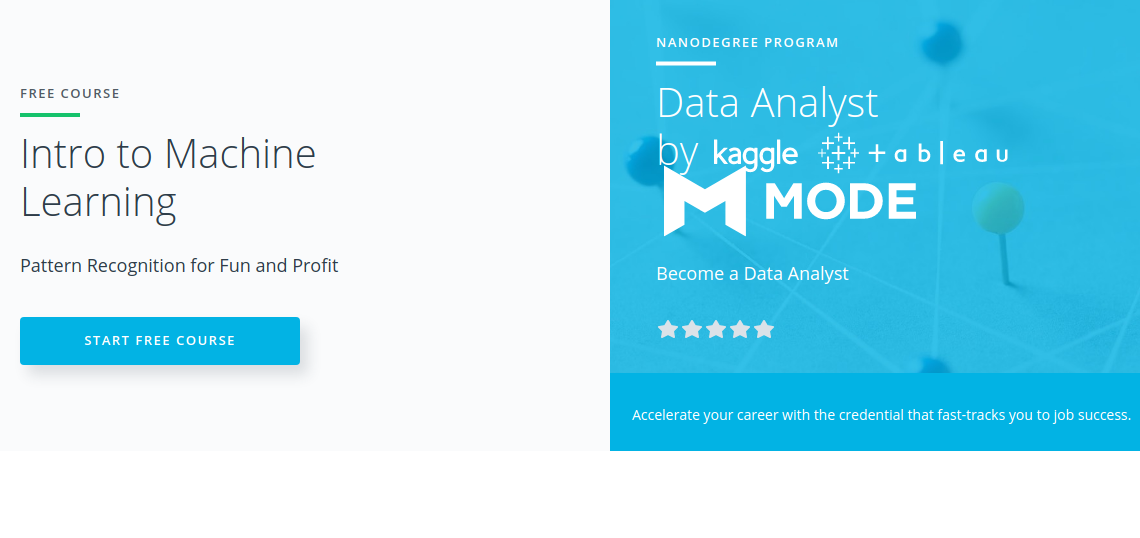 FREE COURSE
Intro to Machine
Learning
Pattern Recognition for Fun and Profit
START FREE COURSE
NANODEGREE PROGRAM
Data Analyst
by kaggle tableau
MODE
Become a Data Analyst
Accelerate your career with the credential that fast-tracks you to job success.